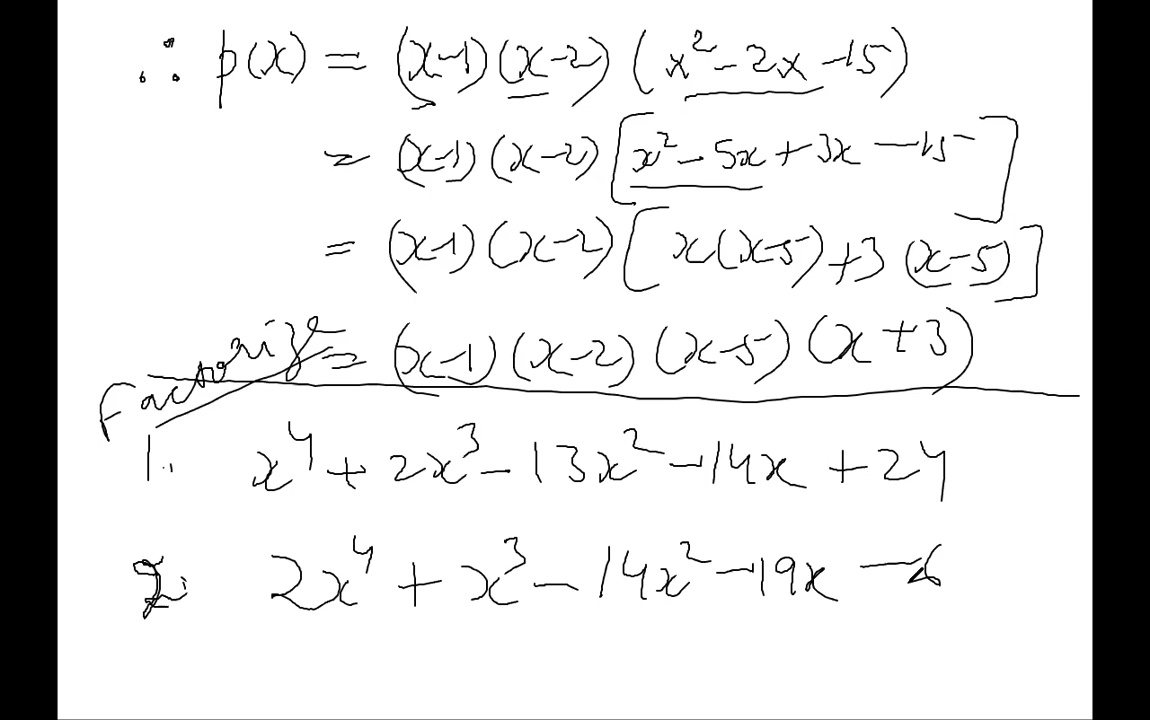 ∴ p(x) = (x-1)(x-2)(x² - 2x - 15)
= (x-1)(x-2)[x² - 5x + 3x - 15]
= (x-1)(x-2)[x(x-5) + 3(x-5)]
= (x-1)(x-2)(x-5)(x+3)
Factorize
1. x⁴ + 2x³ - 13x² - 14x + 24
2. 2x⁴ + x³ - 14x² - 19x - 6